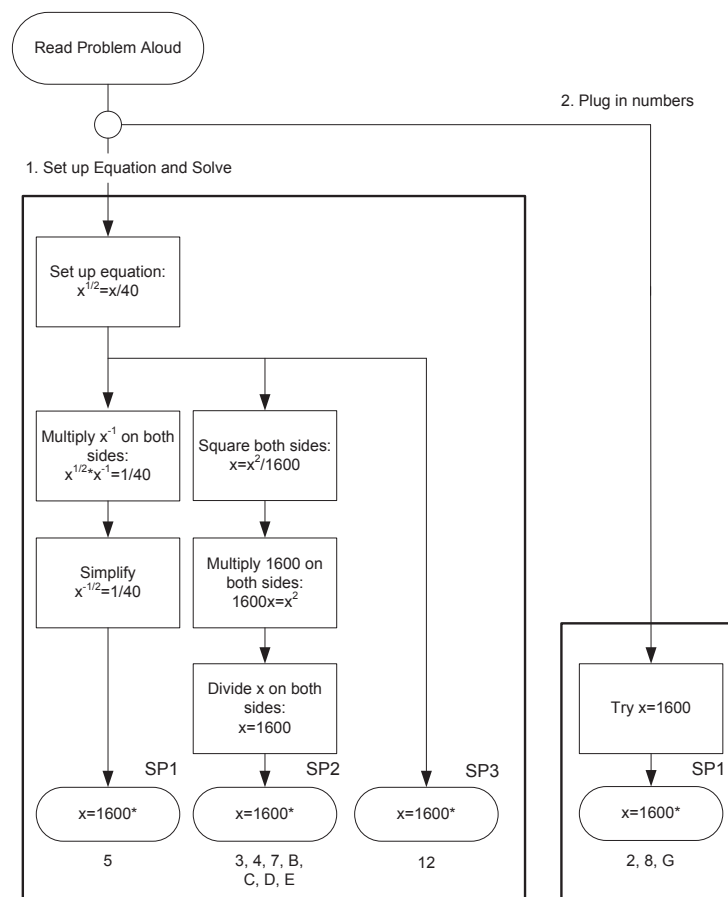 Read Problem Aloud
2. Plug in numbers
1. Set up Equation and Solve
Set up equation:
x^1/2=x/40
Multiply x^-1 on both
sides:
x^1/2*x^-1=1/40
Square both sides:
x=x^2/1600
Simplify
x^-1/2=1/40
Multiply 1600 on
both sides:
1600x=x^2
Divide x on both
sides:
x=1600
Try x=1600
SP1
SP2
SP3
SP1
x=1600*
x=1600*
x=1600*
x=1600*
5
3, 4, 7, B,
C, D, E
12
2, 8, G